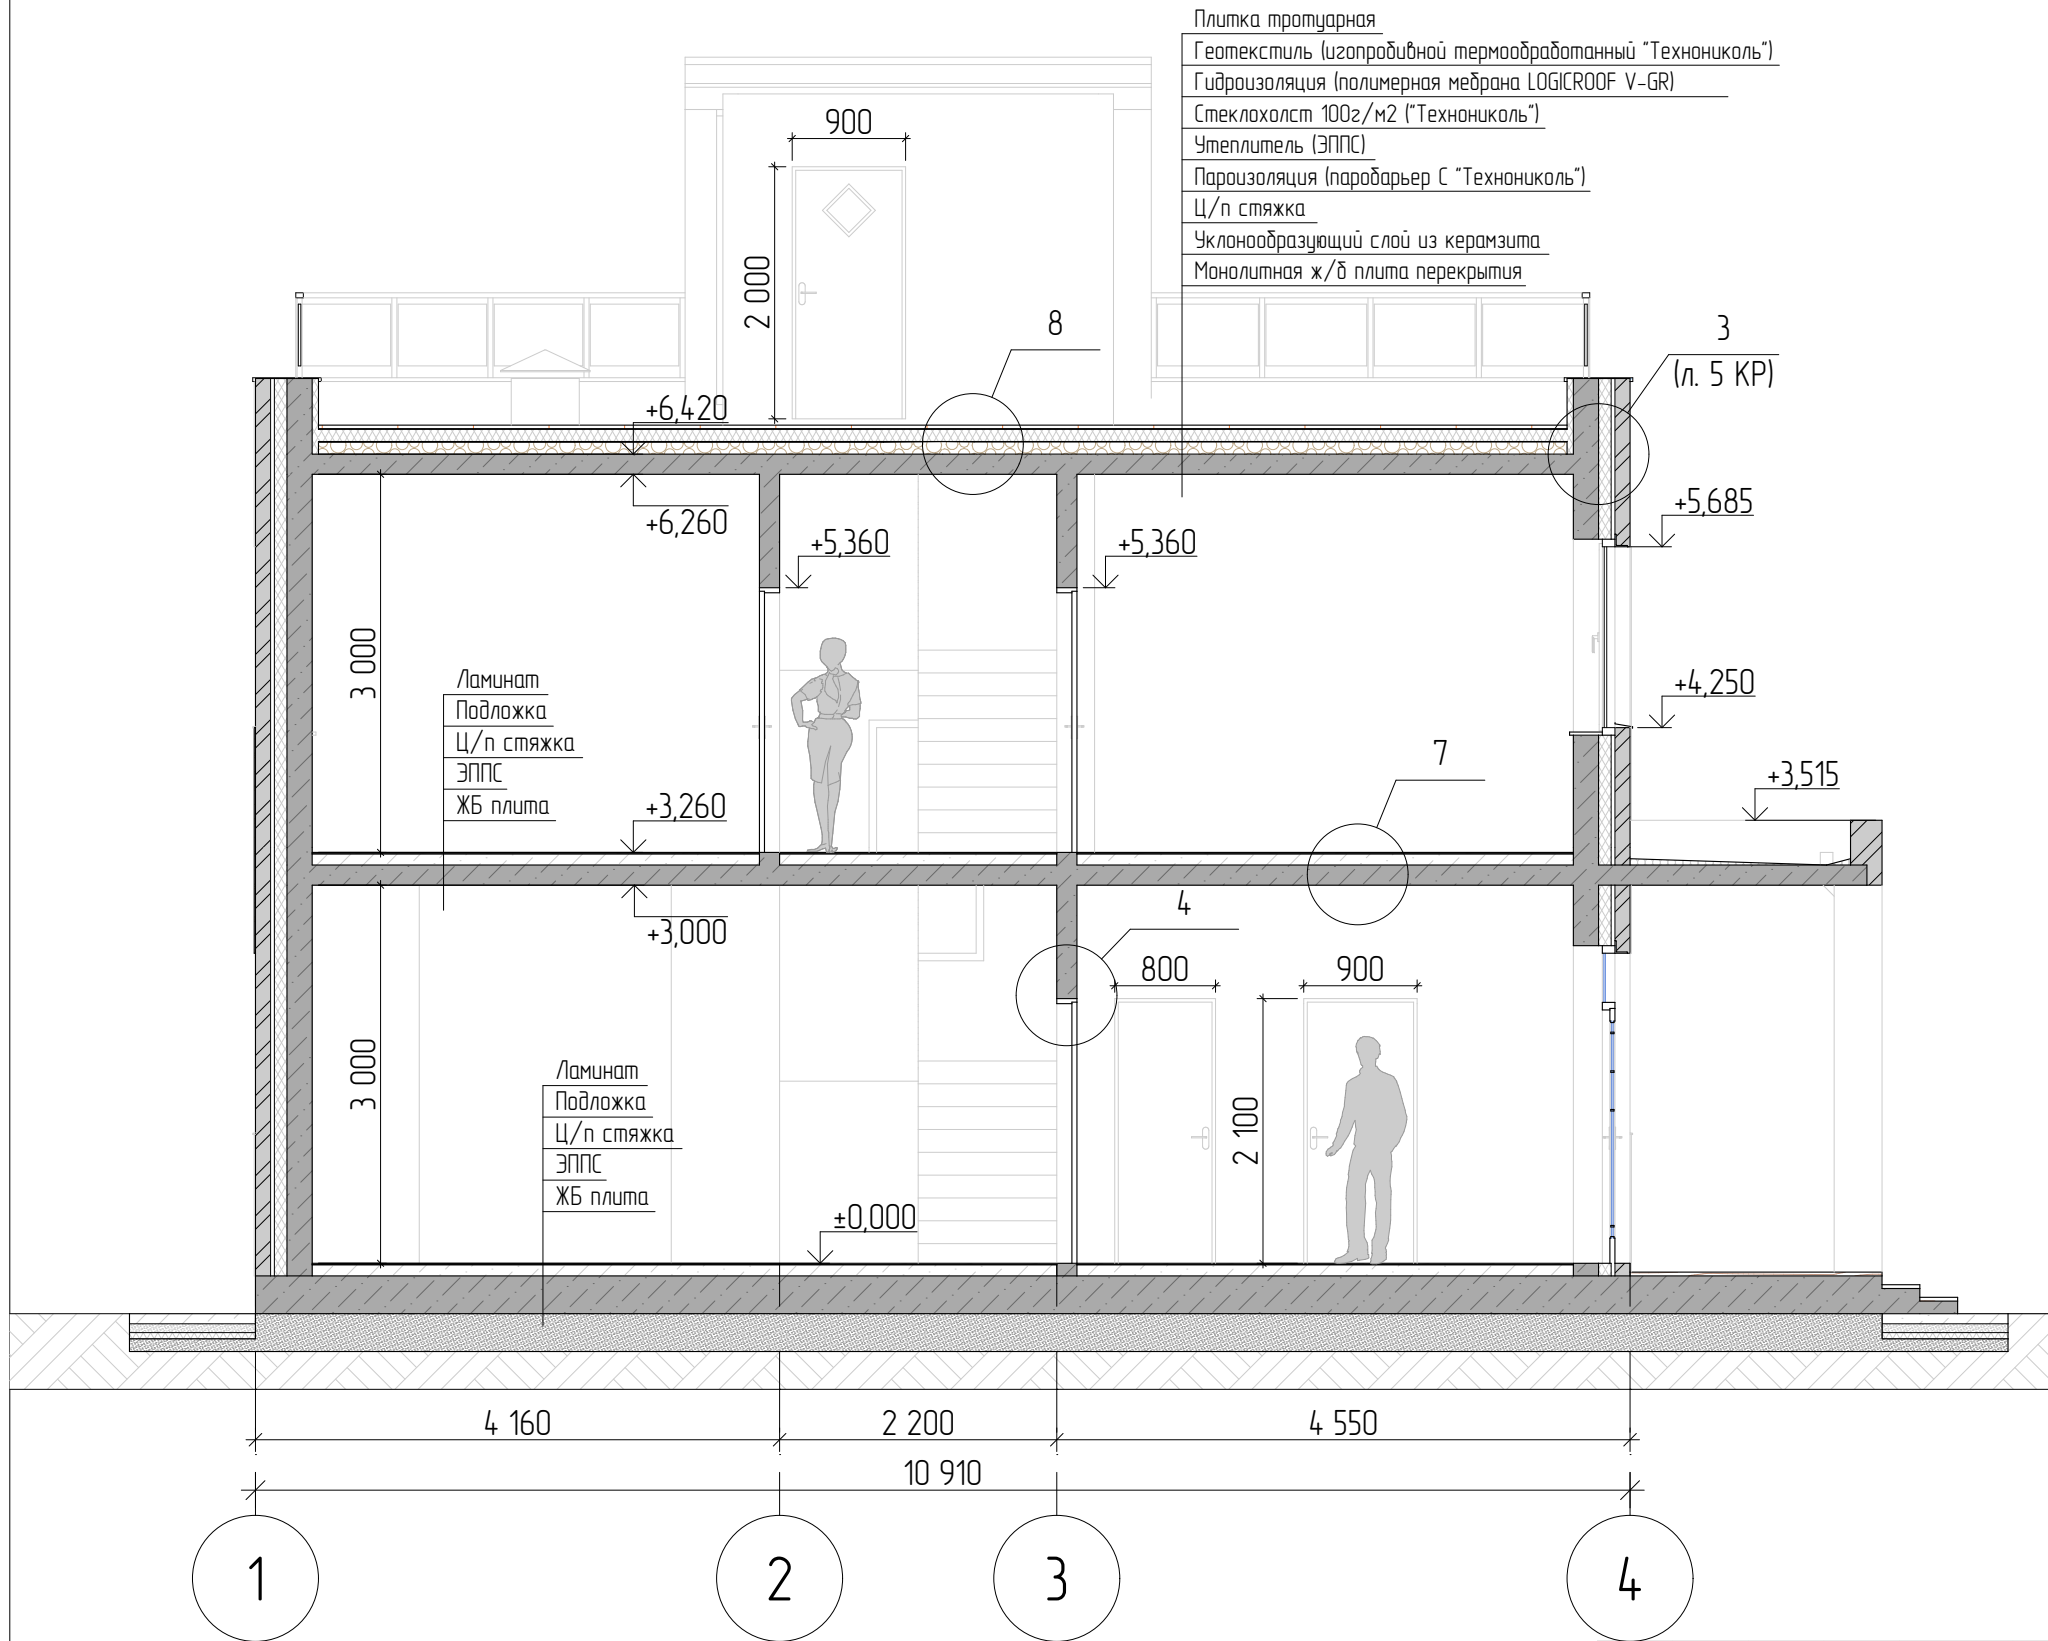 Плитка тротуарная
Геотекстиль (игопробивной термообработанный "Технониколь")
Гидроизоляция (полимерная мебрана LOGICROOF V-GR)
Стеклохолст 100г/м2 ("Технониколь")
Утеплитель (ЭППС)
Пароизоляция (паробарьер С "Технониколь")
Ц/п стяжка
Уклонообразующий слой из керамзита
Монолитная ж/б плита перекрытия
900
2 000
8
3
(л. 5 КР)
+6,420
+6,260
+5,685
+5,360
+5,360
3 000
Ламинат
Подложка
Ц/п стяжка
ЭППС
ЖБ плита
+4,250
7
+3,515
+3,260
+3,000
4
800
900
3 000
2 100
Ламинат
Подложка
Ц/п стяжка
ЭППС
ЖБ плита
±0,000
4 160
2 200
4 550
10 910
1
2
3
4